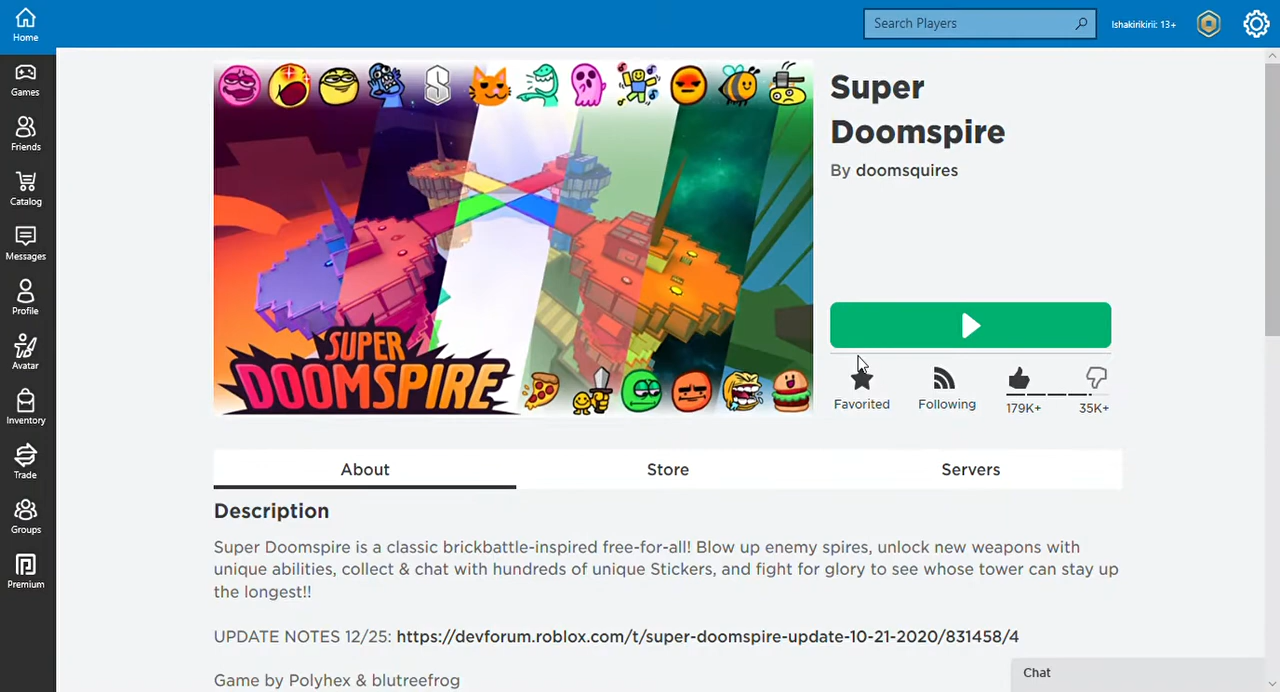 Home
Search Players
Ishakirikirii: 13+
Games
Friends
Catalog
Messages
Profile
Avatar
Inventory
Trade
Groups
Premium
S
SUPER
DOOMSPIRE
Super
Doomspire
By doomsquires
Favorited
Following
179K+
35K+
About
Store
Servers
Description
Super Doomspire is a classic brickbattle-inspired free-for-all! Blow up enemy spires, unlock new weapons with
unique abilities, collect & chat with hundreds of unique Stickers, and fight for glory to see whose tower can stay up
the longest!!
UPDATE NOTES 12/25: https://devforum.roblox.com/t/super-doomspire-update-10-21-2020/831458/4
Game by Polyhex & blutreefrog
Chat